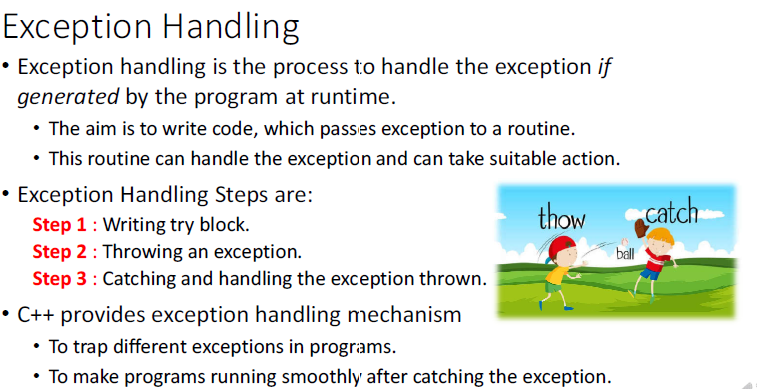 Exception Handling
• Exception handling is the process to handle the exception if
generated by the program at runtime.
• The aim is to write code, which passes exception to a routine.
• This routine can handle the exception and can take suitable action.
• Exception Handling Steps are:
Step 1 : Writing try block.
Step 2 : Throwing an exception.
Step 3 : Catching and handling the exception thrown.
thow
catch
ball
• C++ provides exception handling mechanism
• To trap different exceptions in programs.
• To make programs running smoothly after catching the exception.